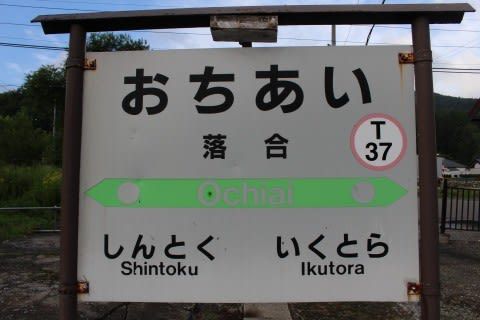 おちあい
落合
T
37
Ochiai
しんとく いくとら
Shintoku Ikutora